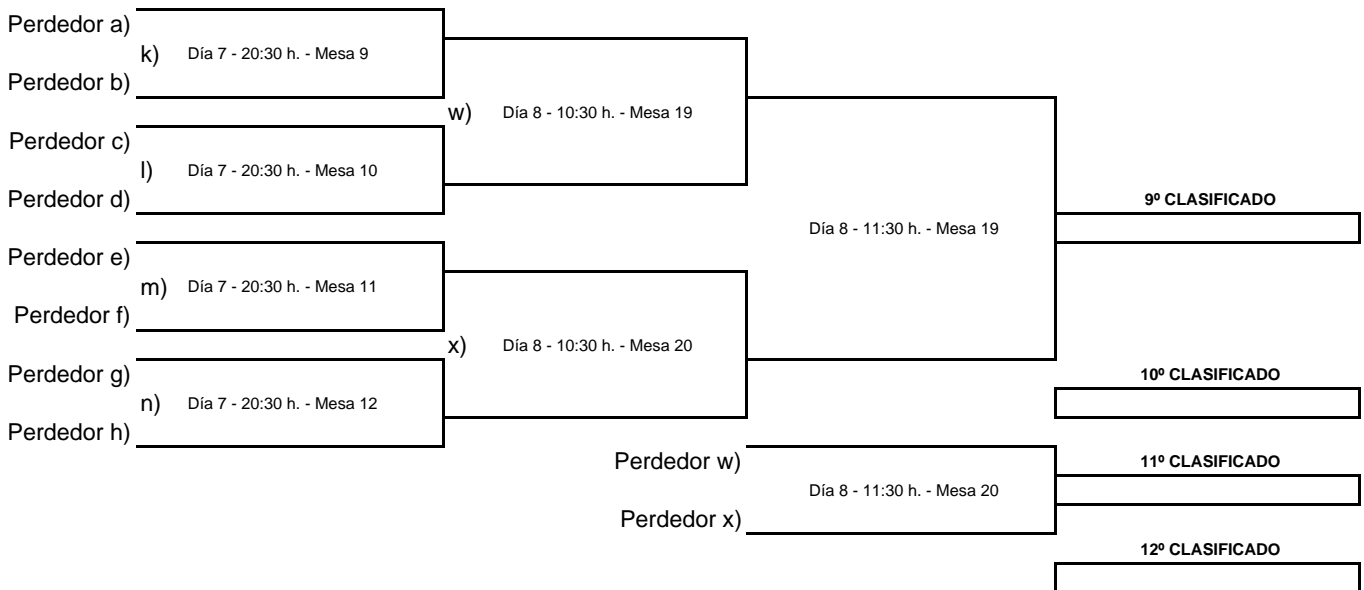 Perdedor a)
k) Día 7 - 20:30 h. - Mesa 9
Perdedor b)
w) Día 8 - 10:30 h. - Mesa 19
Perdedor c)
l) Día 7 - 20:30 h. - Mesa 10
Perdedor d)
9º CLASIFICADO
Día 8 - 11:30 h. - Mesa 19
Perdedor e)
m) Día 7 - 20:30 h. - Mesa 11
Perdedor f)
x) Día 8 - 10:30 h. - Mesa 20
Perdedor g)
10º CLASIFICADO
n) Día 7 - 20:30 h. - Mesa 12
Perdedor h)
Perdedor w)
11º CLASIFICADO
Día 8 - 11:30 h. - Mesa 20
Perdedor x)
12º CLASIFICADO